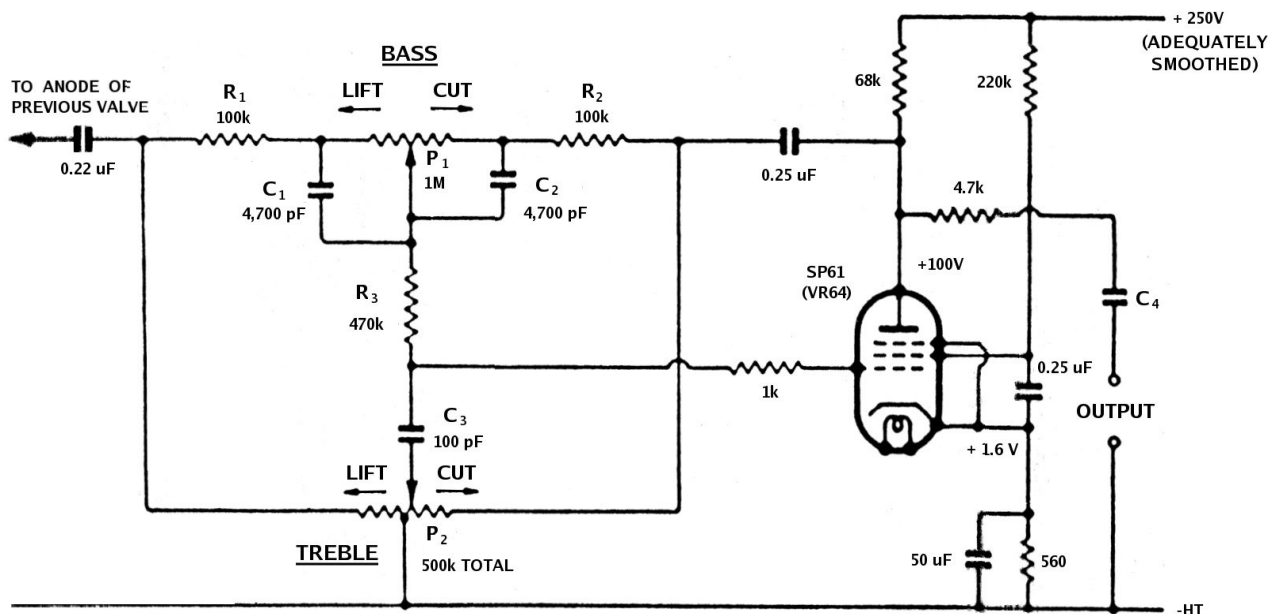 + 250V
(ADEQUATELY
SMOOTHED)
BASS
LIFT
CUT
TO ANODE OF
PREVIOUS VALVE
R1
100k
R2
100k
68k
220k
0.22 uF
P1
1M
C1
4,700 pF
C2
4,700 pF
0.25 uF
4.7k
+100V
SP61
(VR64)
R3
470k
C4
0.25 uF
1k
OUTPUT
C3
100 pF
+ 1.6 V
LIFT
CUT
P2
500k TOTAL
TREBLE
50 uF
560
-HT